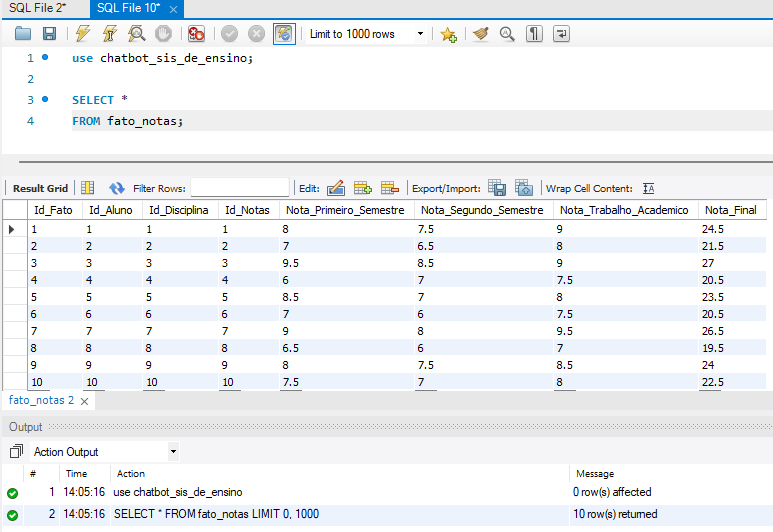 SQL File 2* SQL File 10*
Limit to 1000 rows
1 use chatbot_sis_de_ensino;
2
3 SELECT *
4 FROM fato_notas;
Result Grid Filter Rows: Edit: Export/Import: Wrap Cell Content:
Id_Fato Id_Aluno Id_Disciplina Id_Notas Nota_Primeiro_Semestre Nota_Segundo_Semestre Nota_Trabalho_Academico Nota_Final
1 1 1 1 8 7.5 9 24.5
2 2 2 2 7 6.5 8 21.5
3 3 3 3 9.5 8.5 9 27
4 4 4 4 6 7 7.5 20.5
5 5 5 5 8.5 7 8 23.5
6 6 6 6 7 6 7.5 20.5
7 7 7 7 9 8 9.5 26.5
8 8 8 8 6.5 6 7 19.5
9 9 9 9 8 7.5 8.5 24
10 10 10 10 7.5 7 8 22.5
fato_notas 2
Output
Action Output
# Time Action Message
1 14:05:16 use chatbot_sis_de_ensino 0 row(s) affected
2 14:05:16 SELECT * FROM fato_notas LIMIT 0, 1000 10 row(s) returned